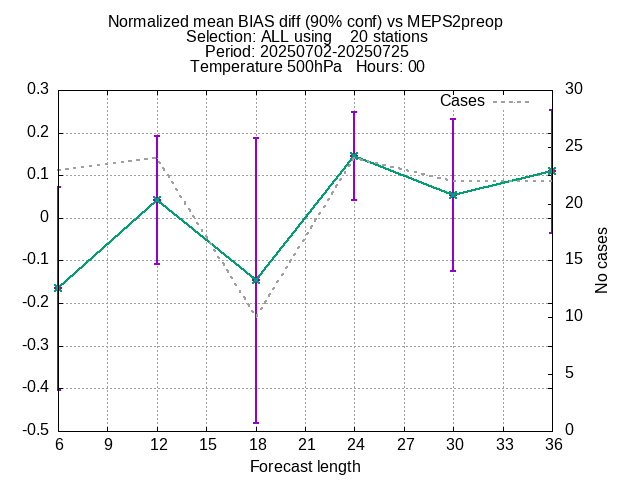 Normalized mean BIAS diff (90% conf) vs MEPS2preop
Selection: ALL using    20 stations
Period: 20250702-20250725
Temperature 500hPa   Hours: 00
Cases
0.3
0.2
0.1
0
-0.1
-0.2
-0.3
-0.4
-0.5
30
25
20
15
10
5
0
No cases
6 9 12 15 18 21 24 27 30 33 36
Forecast length